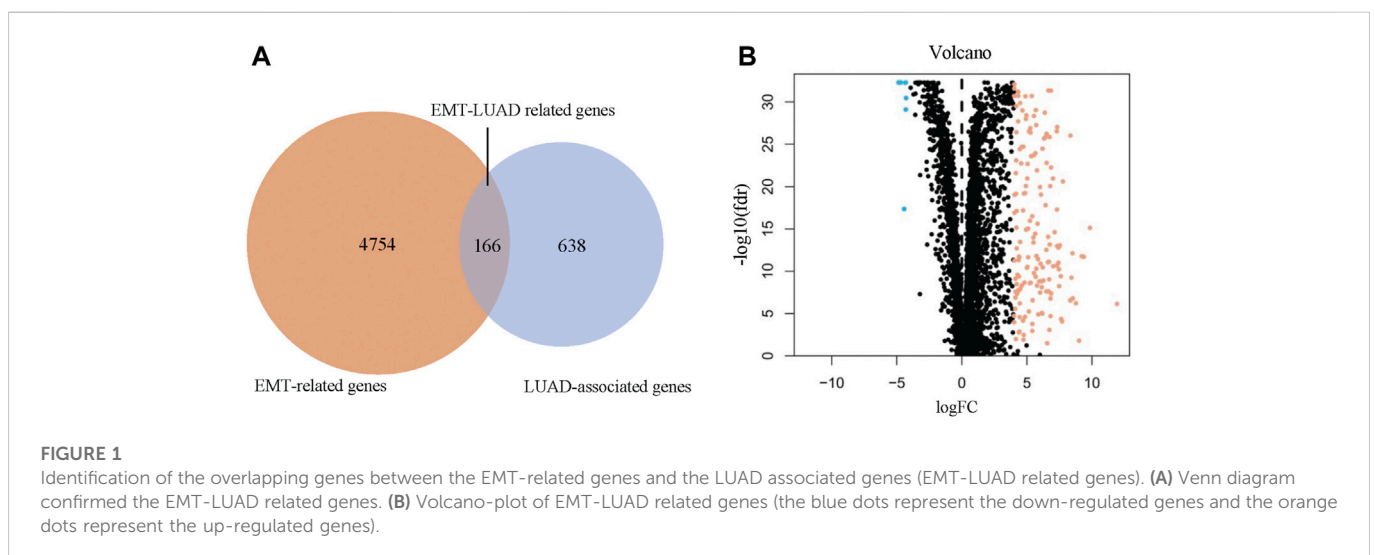 A
EMT-LUAD related genes
4754
166
638
EMT-related genes
LUAD-associated genes
B
Volcano
-log10(fdr)
30
25
20
15
10
5
0
−10
−5
0
5
10
logFC
FIGURE 1
Identification of the overlapping genes between the EMT-related genes and the LUAD associated genes (EMT-LUAD related genes). (A) Venn diagram
confirmed the EMT-LUAD related genes. (B) Volcano-plot of EMT-LUAD related genes (the blue dots represent the down-regulated genes and the orange
dots represent the up-regulated genes).